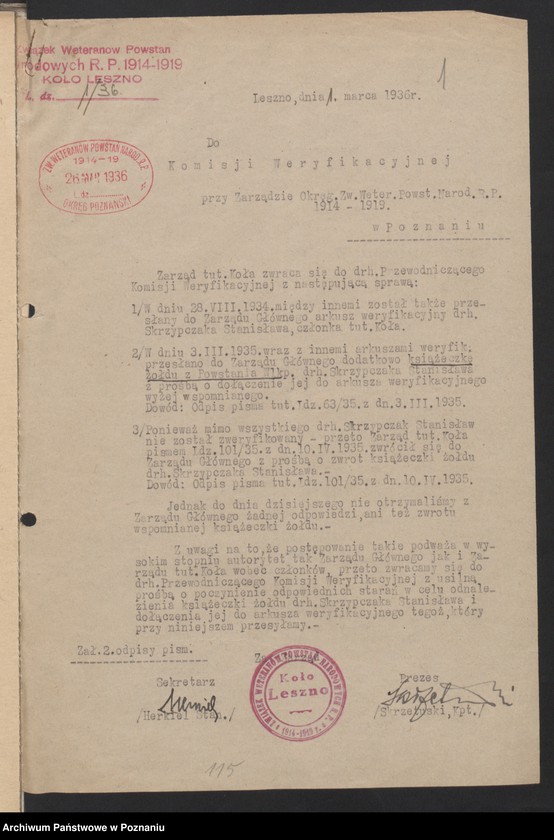 Związek Weteranow Powstan
Narodowych R. P. 1914-1919
KOŁO LESZNO
L. dz. 1/36.
1
Leszno, dnia 1. marca 1936r.
Do
Komisji Weryfikacyjnej
przy Zarządzie Okręg.Zw.Weter.Powst.Narod.R.P.
1914 - 1919.
w Poznaniu
ZW. WETERANÓW POWSTAŃ NAROD. R.P.
1914-19
1936
OKRĘG POZNAŃSKI
Zarząd tut.Koła zwraca się do drh.Przewodniczącego
Komisji Weryfikacyjnej z następującą sprawą:
1/W dniu 28.VIII.1934.między innemi został także prze-
słany do Zarządu Głównego arkusz weryfikacyjny drh.
Skrzypczaka Stanisława,członka tut.Koła.
2/W dniu 3.III.1935.wraz z innemi arkuszami weryfik.
przesłano do Zarządu Głównego dodatkowo książeczkę
żołdu z Powstania Wlkp. drh.Skrzypczaka Stanisława
z prośbą o dołączenie jej do arkusza weryfikacyjnego
wyżej wspomnianego.
Dowód: Odpis pisma tut.Ldz.63/35.z dn.3.III.1935.
3/Ponieważ mimo wszystkiego drh.Skrzypczak Stanisław
nie został zweryfikowany - przeto Zarząd tut.Koła
pismem Ldz.101/35.z dn.10.IV.1935.zwrócił się do
Zarządu Głównego z prośbą o zwrot książeczki żołdu
drh.Skrzypczaka Stanisława.-
Dowód: Odpis pisma tut.Ldz.101/35.z dn.10.IV.1935.
Jednak do dnia dzisiejszego nie otrzymaliśmy z
Zarządu Głównego żadnej odpowiedzi,ani też zwrotu
wspomnianej książeczki żołdu.-
Z uwagi na to,że postępowanie takie podważa w wy-
sokim stopniu autorytet tak Zarządu Głównego jak i Za-
rządu tut.Koła wobec członków, przeto zwracamy się do
drh.Przewodniczącego Komisji Weryfikacyjnej z usilną
prośbą o poczynienie odpowiednich starań w celu odnale-
zienia książeczki żołdu drh.Skrzypczaka Stanisława i
dołączenia jej do arkusza weryfikacyjnego tegoż,który
przy niniejszem przesyłamy.-
Zał.2.odpisy pism.
Sekretarz
/Herkiel Stan./
ZWIĄZEK WETERANÓW POWSTAŃ NARODOWYCH R. P.
Koło
Leszno
1914-1919 r.
Prezes
/Skrzetuski,kpt./
115
Archiwum Państwowe w Poznaniu